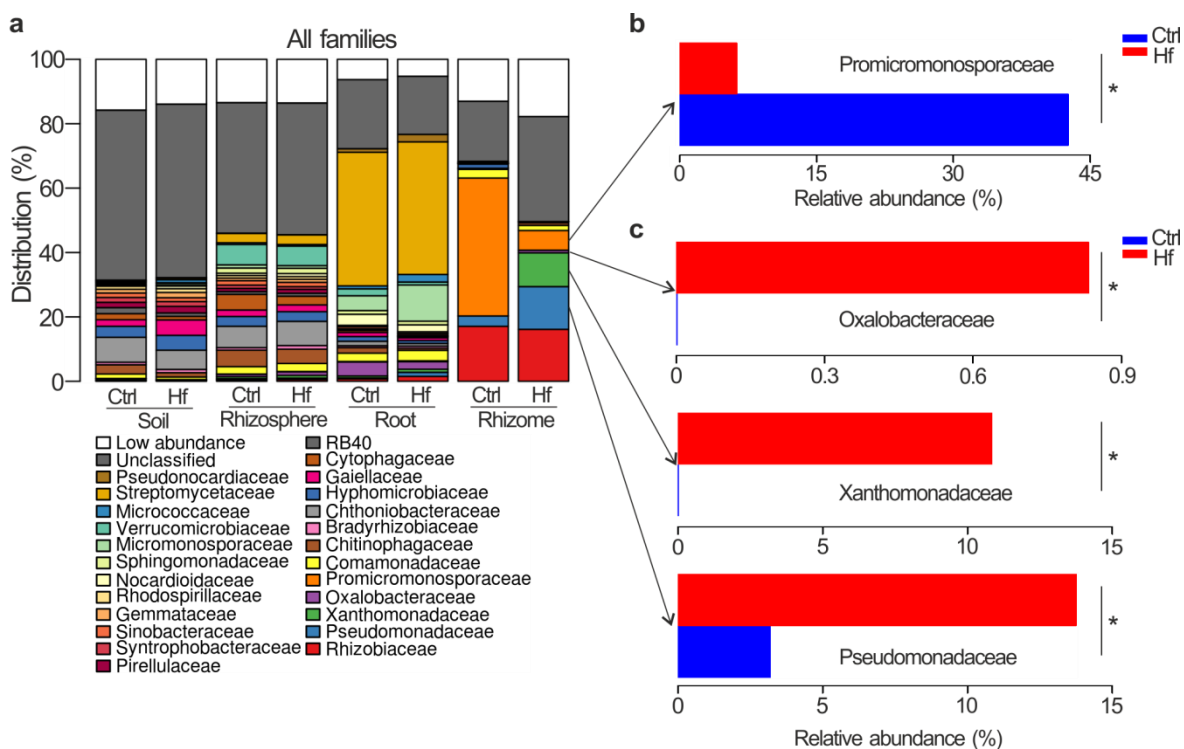 a
All families
100
80
60
40
20
0
Distribution (%)
Ctrl Hf Ctrl Hf Ctrl Hf Ctrl Hf
Soil Rhizosphere Root Rhizome
Low abundance
Unclassified
Pseudonocardiaceae
Streptomycetaceae
Micrococcaceae
Verrucomicrobiaceae
Micromonosporaceae
Sphingomonadaceae
Nocardioidaceae
Rhodospirillaceae
Gemmataceae
Sinobacteraceae
Syntrophobacteraceae
Pirellulaceae
RB40
Cytophagaceae
Gaiellaceae
Hyphomicrobiaceae
Chthoniobacteraceae
Bradyrhizobiaceae
Chitinophagaceae
Comamonadaceae
Promicromonosporaceae
Oxalobacteraceae
Xanthomonadaceae
Pseudomonadaceae
Rhizobiaceae
b
Ctrl
Hf
Promicromonosporaceae
*
0 15 30 45
Relative abundance (%)
c
Ctrl
Hf
Oxalobacteraceae
*
0 0.3 0.6 0.9
Xanthomonadaceae
*
0 5 10 15
Pseudomonadaceae
*
0 5 10 15
Relative abundance (%)